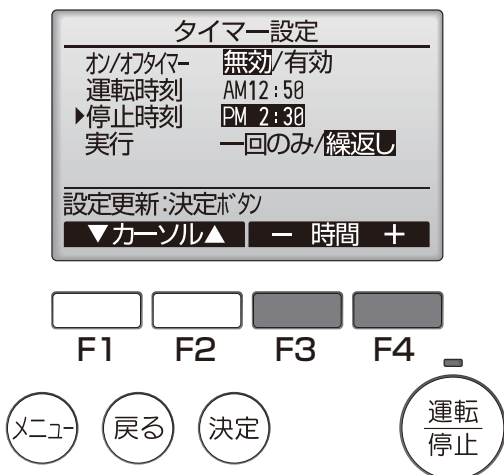 タイマー設定
ｵﾝ/ｵﾌﾀｲﾏｰ 無効/有効
運転時刻 AM12:50
▶停止時刻 PM 2:30
実行 一回のみ/繰返し
設定更新:決定ﾎﾞﾀﾝ
▼カーソル▲ － 時間 ＋
F1 F2 F3 F4
ﾒﾆｭｰ 戻る 決定 運転
停止